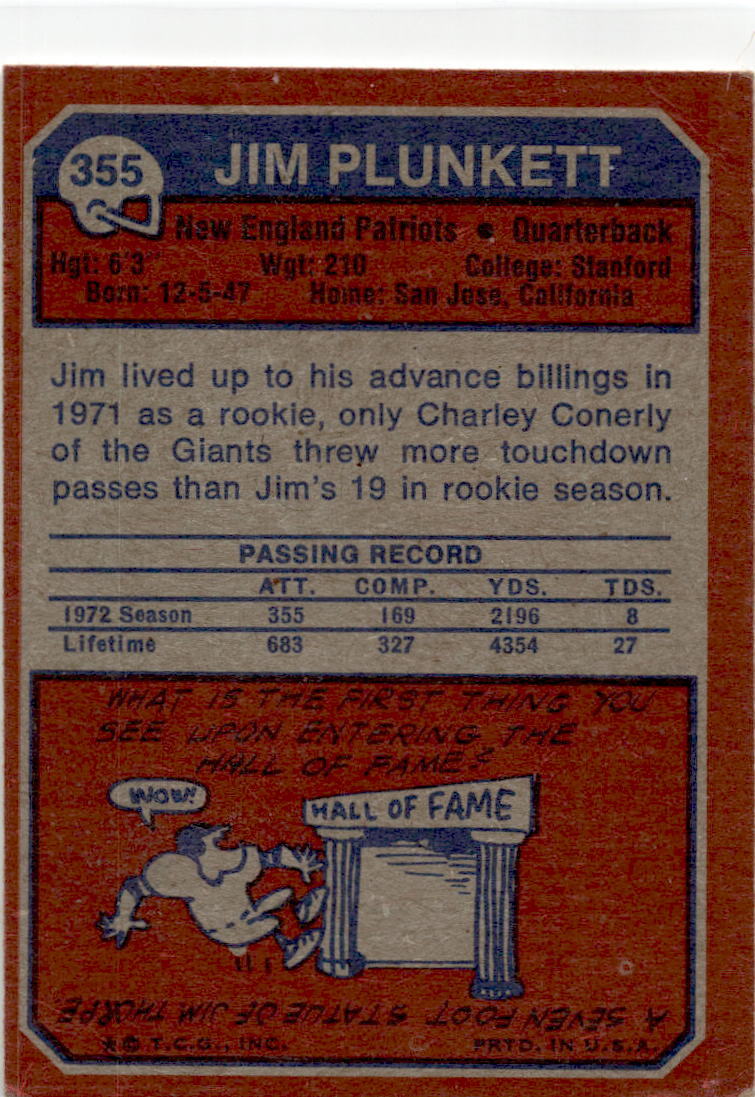 355
JIM PLUNKETT
New England Patriots • Quarterback
Hgt: 6'3" Wgt: 210 College: Stanford
Born: 12-5-47 Home: San Jose, California
Jim lived up to his advance billings in
1971 as a rookie, only Charley Conerly
of the Giants threw more touchdown
passes than Jim's 19 in rookie season.
PASSING RECORD
ATT. COMP. YDS. TDS.
1972 Season 355 169 2196 8
Lifetime 683 327 4354 27
WHAT IS THE FIRST THING YOU
SEE UPON ENTERING THE
HALL OF FAME?
WOW!
HALL OF FAME
A SEVEN FOOT STATUE OF JIM THORPE
*© T.C.G., INC. PRTD. IN U.S.A.